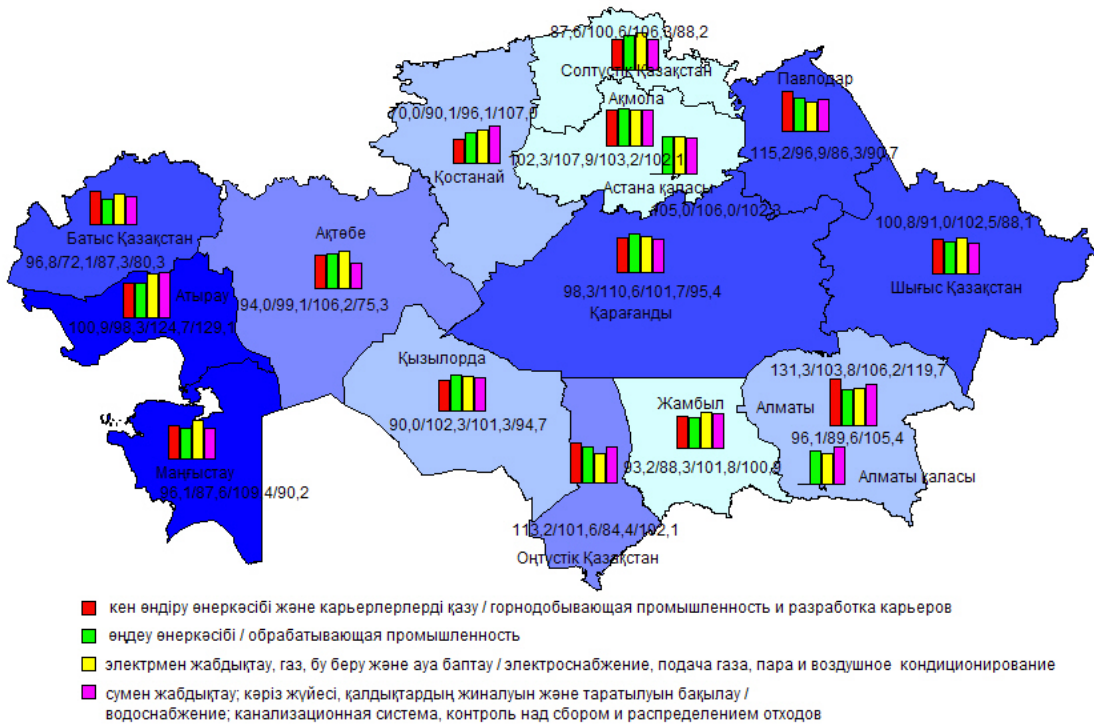 87,6/100,6/106,3/88,2
Солтүстік Қазақстан
Павлодар
Ақмола
70,0/90,1/96,1/107,0
115,2/96,9/86,3/90,7
102,3/107,9/103,2/102,1
Қостанай
Астана қаласы
105,0/106,0/102,3
100,8/91,0/102,5/88,1
Батыс Қазақстан
Ақтөбе
96,8/72,1/87,3/80,3
Шығыс Қазақстан
Атырау
98,3/110,6/101,7/95,4
94,0/99,1/106,2/75,3
Қарағанды
100,9/98,3/124,7/129,1
Қызылорда
131,3/103,8/106,2/119,7
Жамбыл
Алматы
90,0/102,3/101,3/94,7
96,1/89,6/105,4
93,2/88,3/101,8/100,9
Маңғыстау
Алматы қаласы
96,1/87,6/109,4/90,2
113,2/101,6/84,4/102,1
Оңтүстік Қазақстан
кен өндіру өнеркәсібі және карьерлерлерді қазу / горнодобывающая промышленность и разработка карьеров
өңдеу өнеркәсібі / обрабатывающая промышленность
электрмен жабдықтау, газ, бу беру және ауа баптау / электроснабжение, подача газа, пара и воздушное кондиционирование
сумен жабдықтау; кәріз жүйесі, қалдықтардың жиналуын және таратылуын бақылау /
водоснабжение; канализационная система, контроль над сбором и распределением отходов